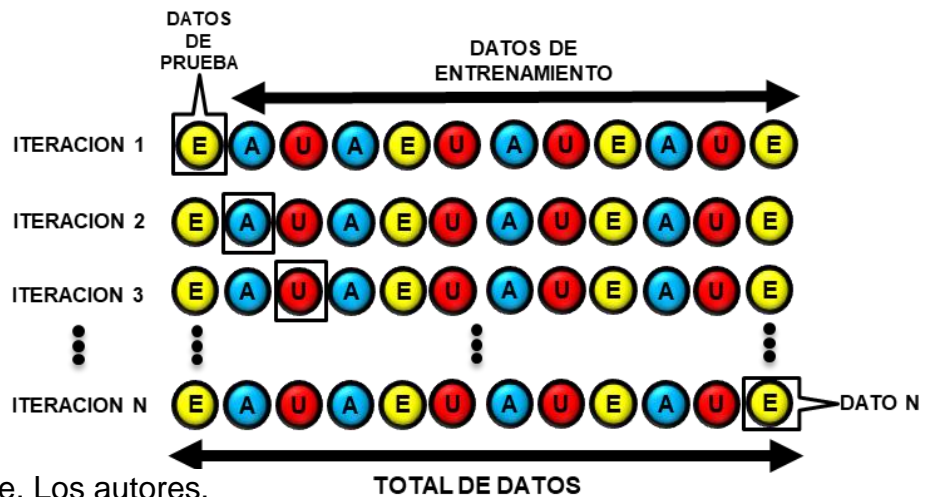 DATOS
DE
PRUEBA
DATOS DE
ENTRENAMIENTO
ITERACION 1 E A U A E U A U E A U E
ITERACION 2 E A U A E U A U E A U E
ITERACION 3 E A U A E U A U E A U E
ITERACION N E A U A E U A U E A U E DATO N
TOTAL DE DATOS
e. Los autores.